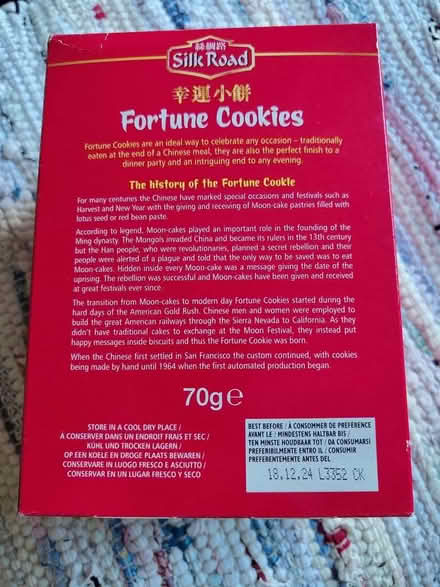 絲綢路
Silk Road
幸運小餅
Fortune Cookies
Fortune Cookies are an ideal way to celebrate any occasion – traditionally
eaten at the end of a Chinese meal, they are also the perfect finish to a
dinner party and an intriguing end to any evening.
The history of the Fortune Cookie
For many centuries the Chinese have marked special occasions and festivals such as
Harvest and New Year with the giving and receiving of Moon-cake pastries filled with
lotus seed or red bean paste.
According to legend, Moon-cakes played an important role in the founding of the
Ming dynasty. The Mongols invaded China and became its rulers in the 13th century
but the Han people, who were revolutionaries, planned a secret rebellion and their
people were alerted of a plague and told that the only way to be saved was to eat
Moon-cakes. Hidden inside every Moon-cake was a message giving the date of the
uprising. The rebellion was successful and Moon-cakes have been given and received
at great festivals ever since.
The transition from Moon-cakes to modern day Fortune Cookies started during the
hard days of the American Gold Rush. Chinese men and women were employed to
build the great American railways through the Sierra Nevada to California. As they
didn't have traditional cakes to exchange at the Moon Festival, they instead put
happy messages inside biscuits and thus the Fortune Cookie was born.
When the Chinese first settled in San Francisco the custom continued, with cookies
being made by hand until 1964 when the first automated production began.
70g℮
STORE IN A COOL DRY PLACE /
À CONSERVER DANS UN ENDROIT FRAIS ET SEC /
KÜHL UND TROCKEN LAGERN /
OP EEN KOELE EN DROGE PLAATS BEWAREN /
CONSERVARE IN LUOGO FRESCO E ASCIUTTO /
CONSERVAR EN UN LUGAR FRESCO Y SECO
BEST BEFORE / À CONSOMMER DE PREFÉRENCE
AVANT LE / MINDESTENS HALTBAR BIS /
TEN MINSTE HOUDBAAR TOT / DA CONSUMARSI
PREFERIBILMENTE ENTRO IL / CONSUMIR
PREFERENTEMENTE ANTES DEL
18.12.24 L3352 CK